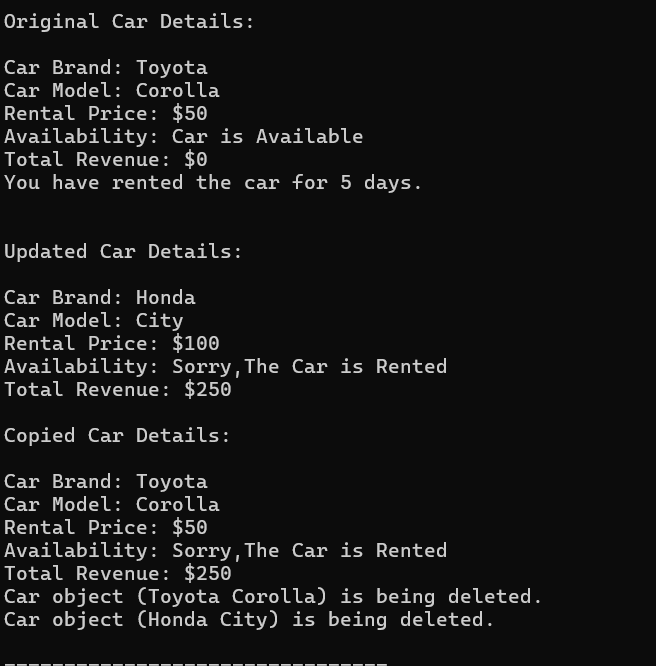 Original Car Details:
Car Brand: Toyota
Car Model: Corolla
Rental Price: $50
Availability: Car is Available
Total Revenue: $0
You have rented the car for 5 days.
Updated Car Details:
Car Brand: Honda
Car Model: City
Rental Price: $100
Availability: Sorry,The Car is Rented
Total Revenue: $250
Copied Car Details:
Car Brand: Toyota
Car Model: Corolla
Rental Price: $50
Availability: Sorry,The Car is Rented
Total Revenue: $250
Car object (Toyota Corolla) is being deleted.
Car object (Honda City) is being deleted.
--------------------------------